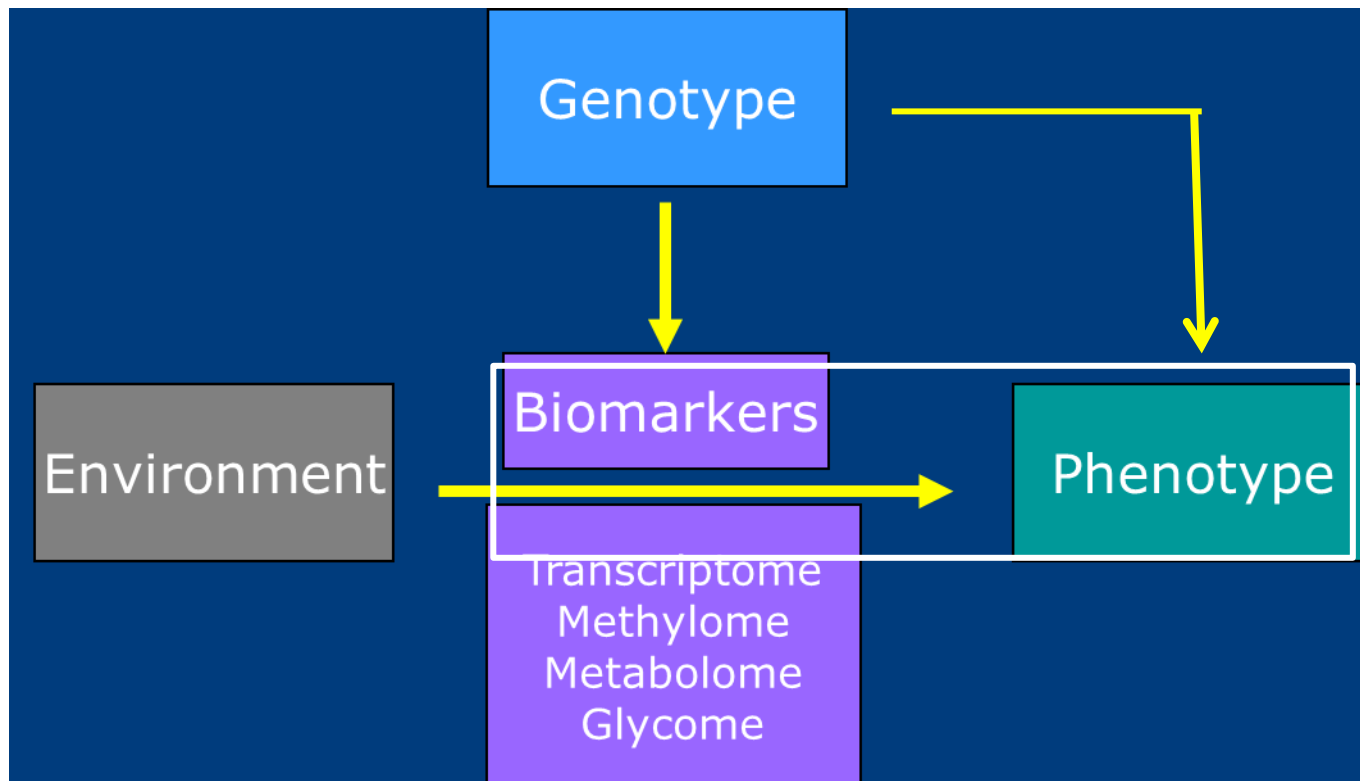 Genotype
Biomarkers
Environment
Phenotype
Transcriptome
Methylome
Metabolome
Glycome